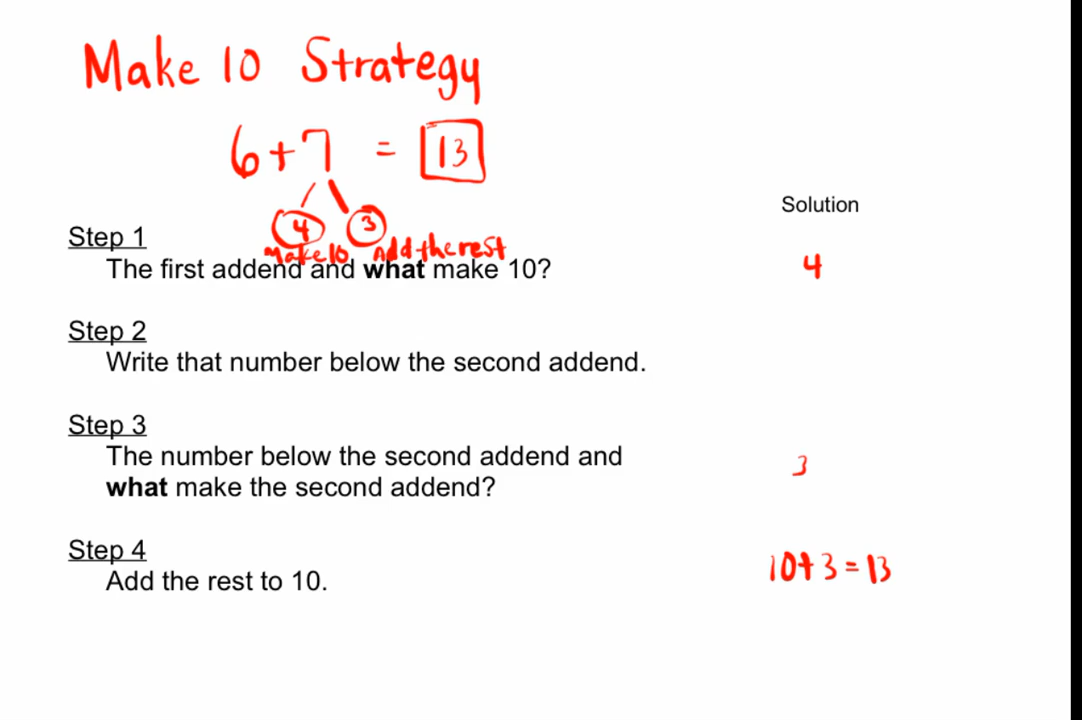 Make 10 Strategy
6+7 = 13
4 3
Make 10 Add the rest
Solution
Step 1
The first addend and what make 10?
4
Step 2
Write that number below the second addend.
Step 3
The number below the second addend and
what make the second addend?
3
Step 4
Add the rest to 10.
10+3=13